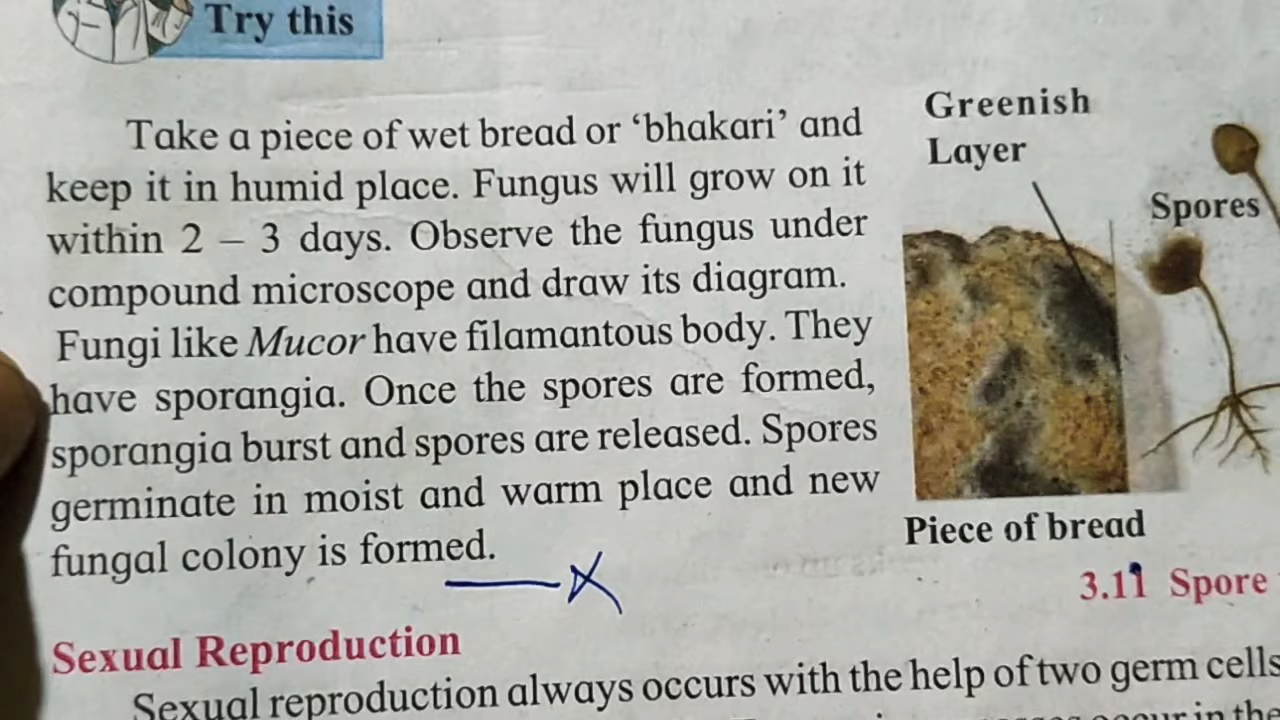 Try this
Take a piece of wet bread or ‘bhakari’ and
keep it in humid place. Fungus will grow on it
within 2 – 3 days. Observe the fungus under
compound microscope and draw its diagram.
Fungi like Mucor have filamantous body. They
have sporangia. Once the spores are formed,
sporangia burst and spores are released. Spores
germinate in moist and warm place and new
fungal colony is formed.
Greenish
Layer
Spores
Piece of bread
3.11 Spore
Sexual Reproduction
Sexual reproduction always occurs with the help of two germ cells
occur in the